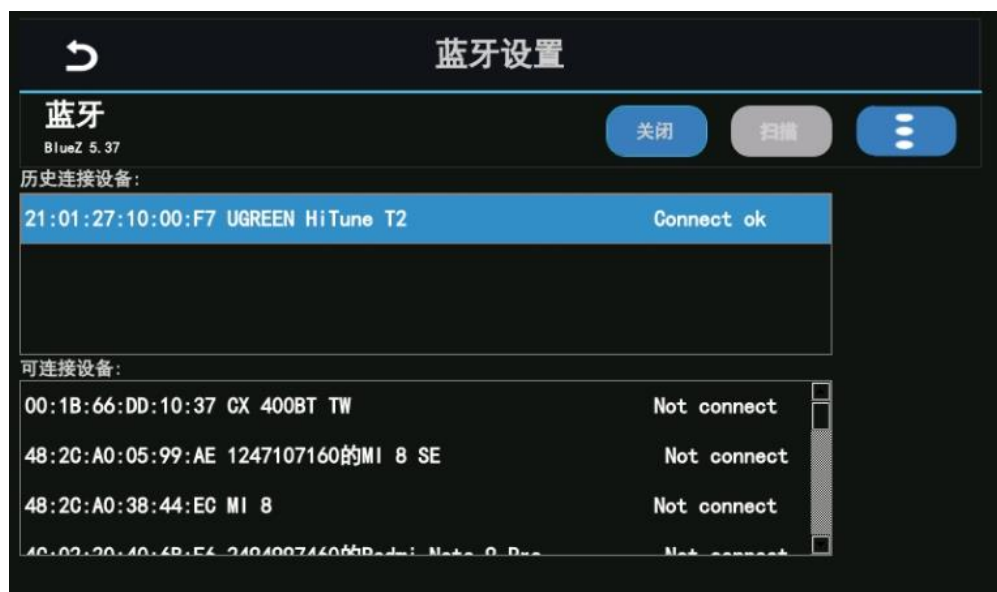 蓝牙设置
蓝牙
BlueZ 5.37
关闭
扫描
历史连接设备:
21:01:27:10:00:F7 UGREEN HiTune T2 Connect ok
可连接设备:
00:1B:66:DD:10:37 CX 400BT TW Not connect
48:2C:A0:05:99:AE 1247107160的MI 8 SE Not connect
48:2C:A0:38:44:EC MI 8 Not connect
Not connect